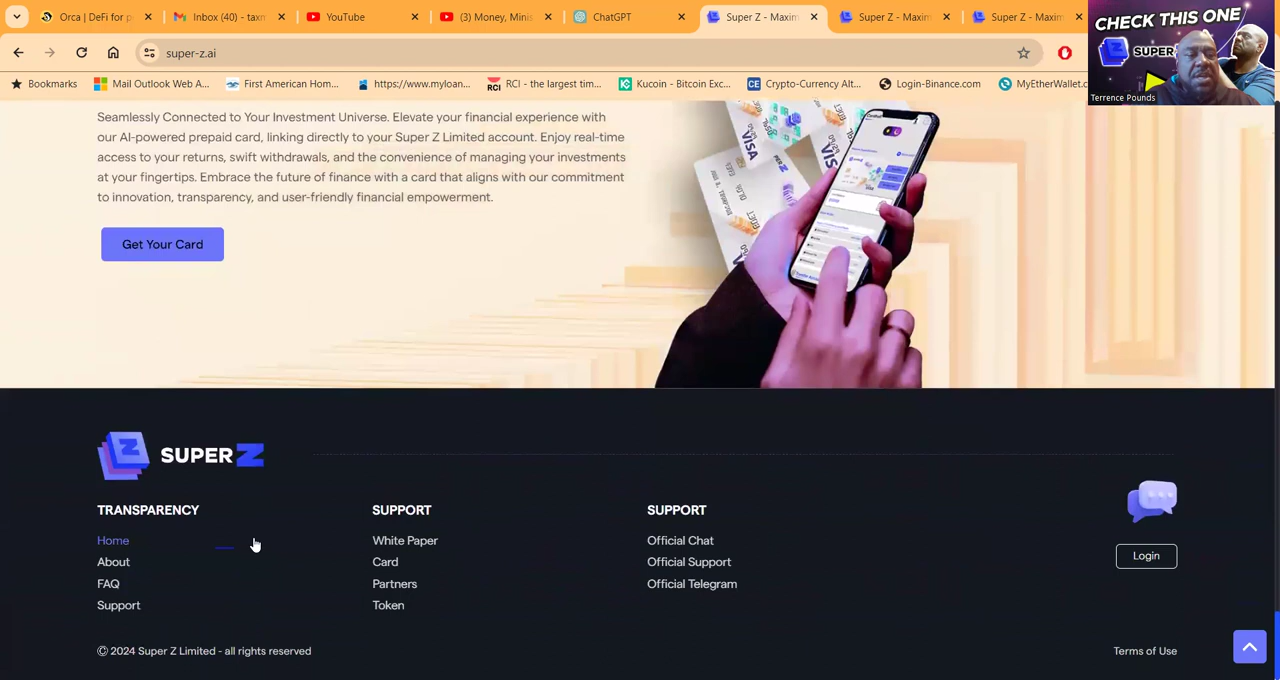 Orca | DeFi for p
Inbox (40) - taxn
YouTube
(3) Money, Minis
ChatGPT
Super Z - Maxim
Super Z - Maxim
Super Z - Maxim
super-z.ai
CHECK THIS ONE
SUPER
Terrence Pounds
Bookmarks
Mail Outlook Web A...
First American Hom...
https://www.myloan...
RCI - the largest tim...
Kucoin - Bitcoin Exc...
Crypto-Currency Alt...
Login-Binance.com
MyEtherWallet.c
Seamlessly Connected to Your Investment Universe. Elevate your financial experience with
our AI-powered prepaid card, linking directly to your Super Z Limited account. Enjoy real-time
access to your returns, swift withdrawals, and the convenience of managing your investments
at your fingertips. Embrace the future of finance with a card that aligns with our commitment
to innovation, transparency, and user-friendly financial empowerment.
Get Your Card
VISA
VISA
SUPER Z
TRANSPARENCY
Home
About
FAQ
Support
SUPPORT
White Paper
Card
Partners
Token
SUPPORT
Official Chat
Official Support
Official Telegram
Login
© 2024 Super Z Limited - all rights reserved
Terms of Use